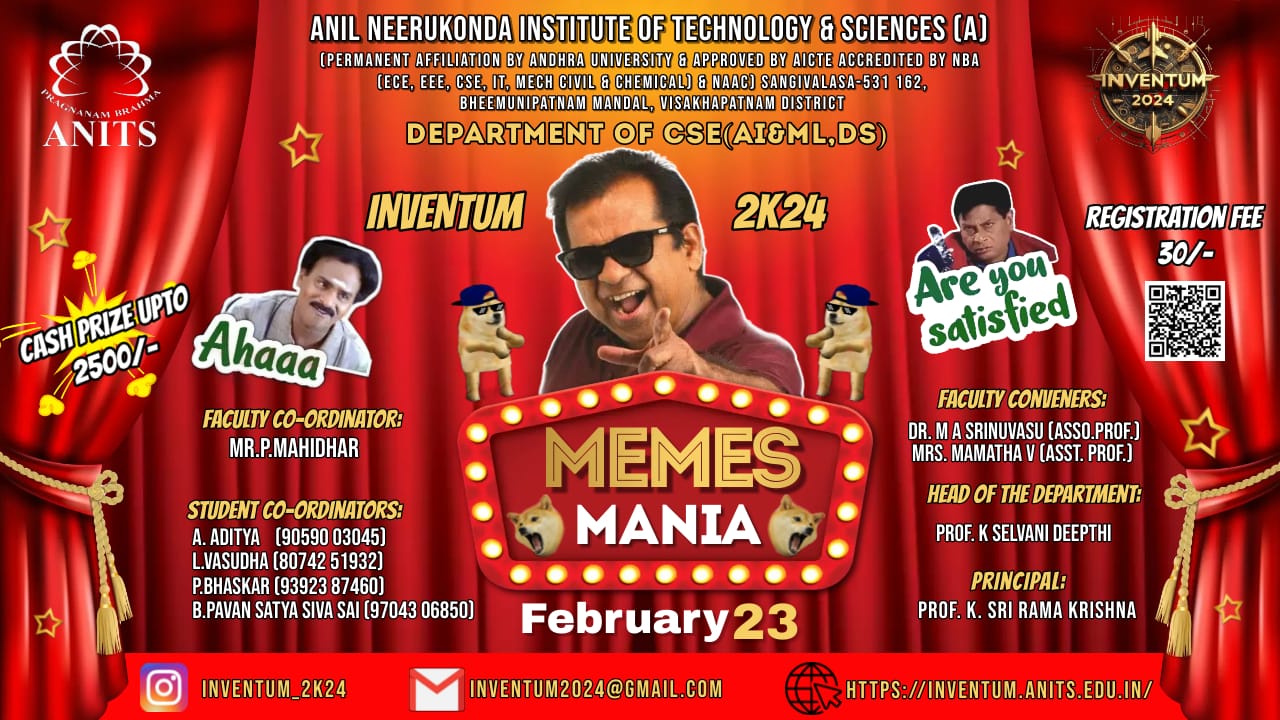 ANIL NEERUKONDA INSTITUTE OF TECHNOLOGY & SCIENCES (A)
(PERMANENT AFFILIATION BY ANDHRA UNIVERSITY & APPROVED BY AICTE ACCREDITED BY NBA
(ECE, EEE, CSE, IT, MECH CIVIL & CHEMICAL) & NAAC) SANGIVALASA-531 162,
BHEEMUNIPATNAM MANDAL, VISAKHAPATNAM DISTRICT
DEPARTMENT OF CSE(AI&ML,DS)
PRAGNANAM BRAHMA
ANITS
INVENTUM
2024
INVENTUM 2K24
REGISTRATION FEE
30/-
CASH PRIZE UPTO
2500/-
Ahaaa
Are you
satisfied
FACULTY CO-ORDINATOR:
MR.P.MAHIDHAR
STUDENT CO-ORDINATORS:
A. ADITYA (90590 03045)
L.VASUDHA (80742 51932)
P.BHASKAR (93923 87460)
B.PAVAN SATYA SIVA SAI (97043 06850)
MEMES
MANIA
February 23
FACULTY CONVENERS:
DR. M A SRINUVASU (ASSO.PROF.)
MRS. MAMATHA V (ASST. PROF.)
HEAD OF THE DEPARTMENT:
PROF. K SELVANI DEEPTHI
PRINCIPAL:
PROF. K. SRI RAMA KRISHNA
INVENTUM_2K24
INVENTUM2024@GMAIL.COM
HTTPS://INVENTUM.ANITS.EDU.IN/